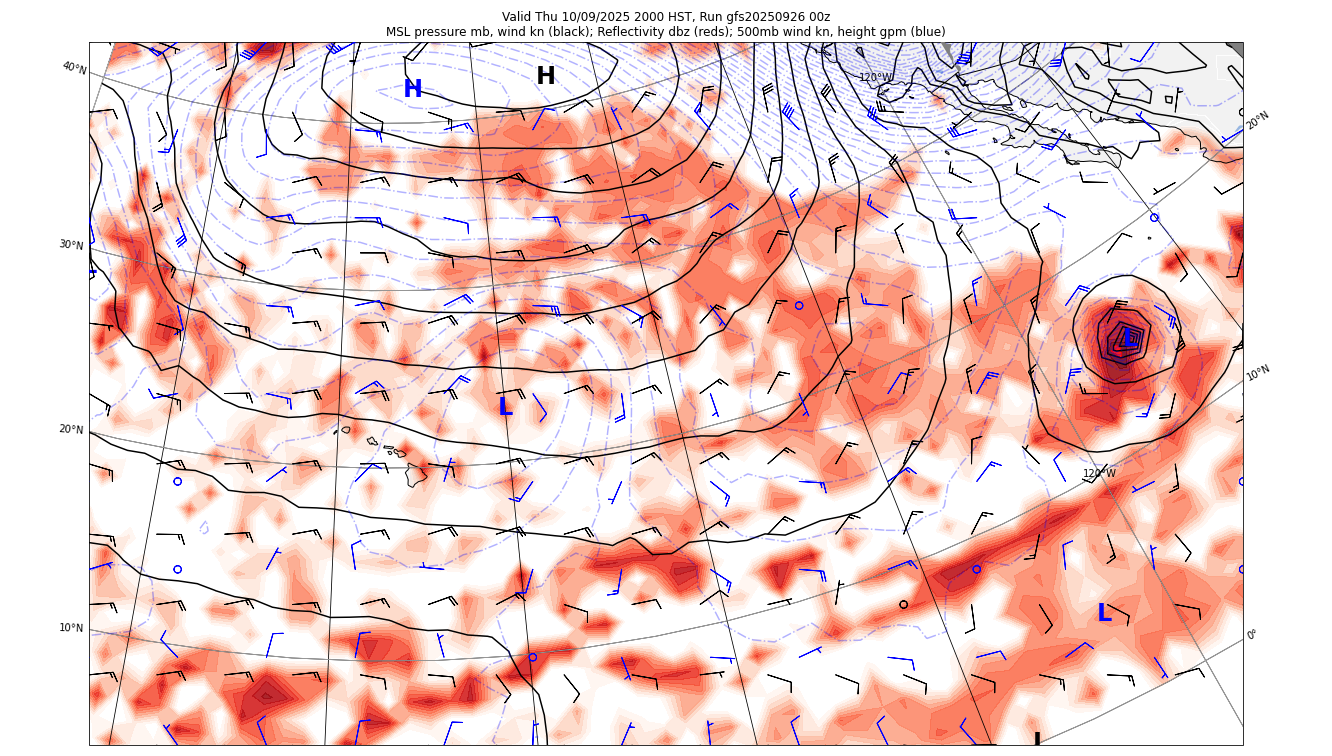 Valid Thu 10/09/2025 2000 HST, Run gfs20250926 00z
MSL pressure mb, wind kn (black); Reflectivity dbz (reds); 500mb wind kn, height gpm (blue)
40°N
H
H
120°W
20°N
30°N
L
10°N
L
20°N
120°W
L
10°N
0°
L